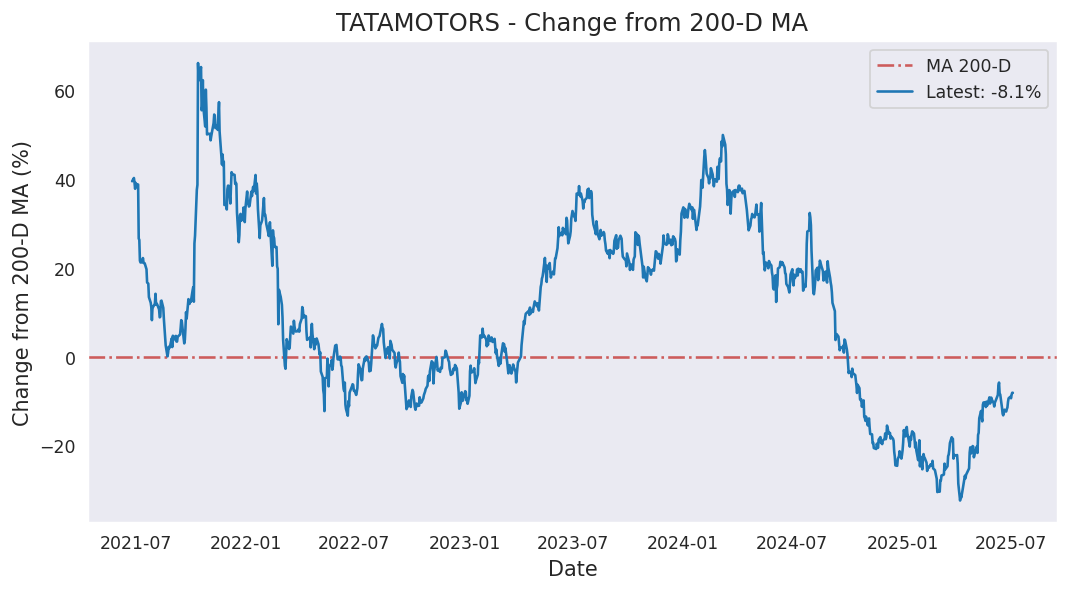 TATAMOTORS - Change from 200-D MA
MA 200-D
Latest: -8.1%
Change from 200-D MA (%)
60
40
20
0
−20
2021-07
2022-01
2022-07
2023-01
2023-07
2024-01
2024-07
2025-01
2025-07
Date